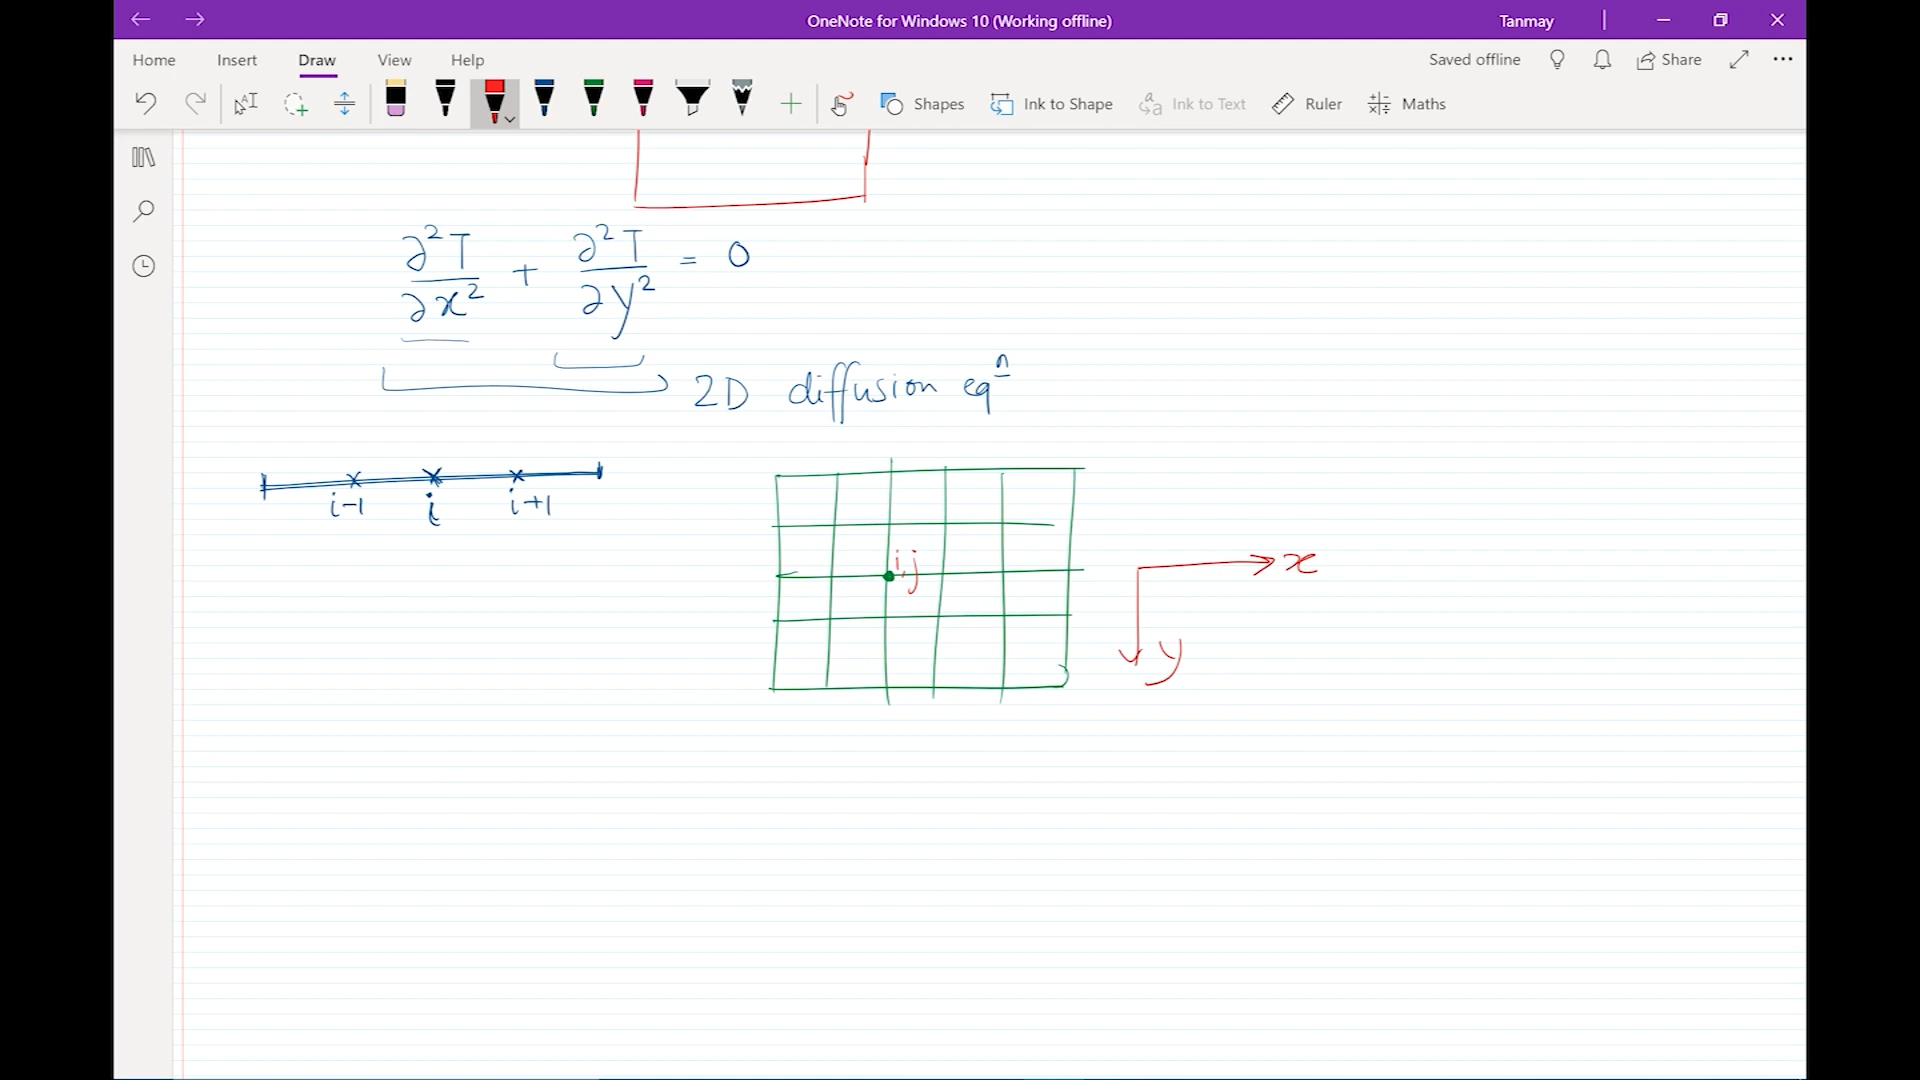 OneNote for Windows 10 (Working offline)
Tanmay
Home Insert Draw View Help
Saved offline
Share
Shapes Ink to Shape Ink to Text Ruler Maths
∂²T/∂x² + ∂²T/∂y² = 0
2D diffusion eqⁿ
i-1 i i+1
i,j
x
y